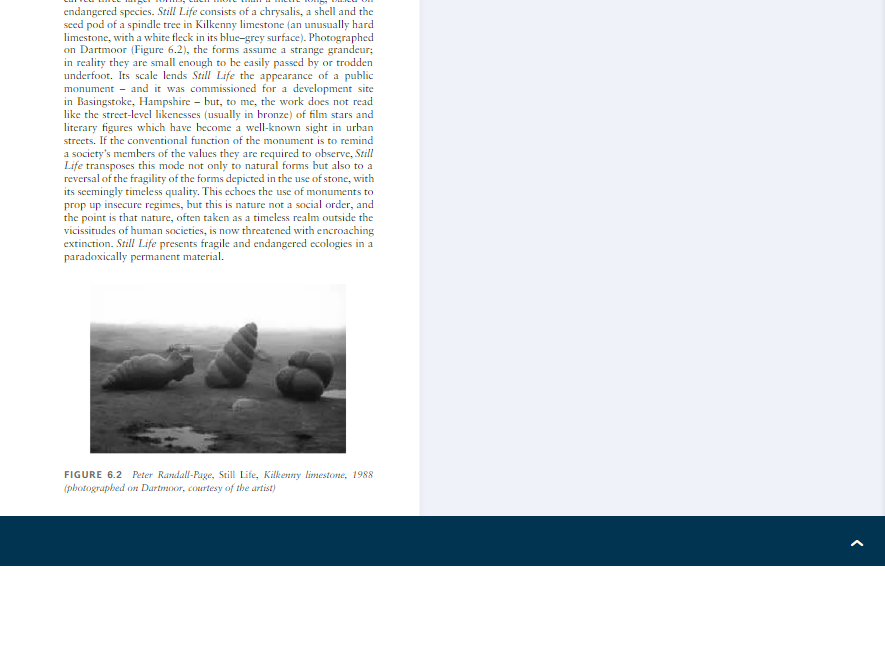 carved three larger forms, each more than a metre long, based on
endangered species. Still Life consists of a chrysalis, a shell and the
seed pod of a spindle tree in Kilkenny limestone (an unusually hard
limestone, with a white fleck in its blue–grey surface). Photographed
on Dartmoor (Figure 6.2), the forms assume a strange grandeur;
in reality they are small enough to be easily passed by or trodden
underfoot. Its scale lends Still Life the appearance of a public
monument – and it was commissioned for a development site
in Basingstoke, Hampshire – but, to me, the work does not read
like the street-level likenesses (usually in bronze) of film stars and
literary figures which have become a well-known sight in urban
streets. If the conventional function of the monument is to remind
a society's members of the values they are required to observe, Still
Life transposes this mode not only to natural forms but also to a
reversal of the fragility of the forms depicted in the use of stone, with
its seemingly timeless quality. This echoes the use of monuments to
prop up insecure regimes, but this is nature not a social order, and
the point is that nature, often taken as a timeless realm outside the
vicissitudes of human societies, is now threatened with encroaching
extinction. Still Life presents fragile and endangered ecologies in a
paradoxically permanent material.
FIGURE 6.2 Peter Randall-Page, Still Life, Kilkenny limestone, 1988
(photographed on Dartmoor, courtesy of the artist)